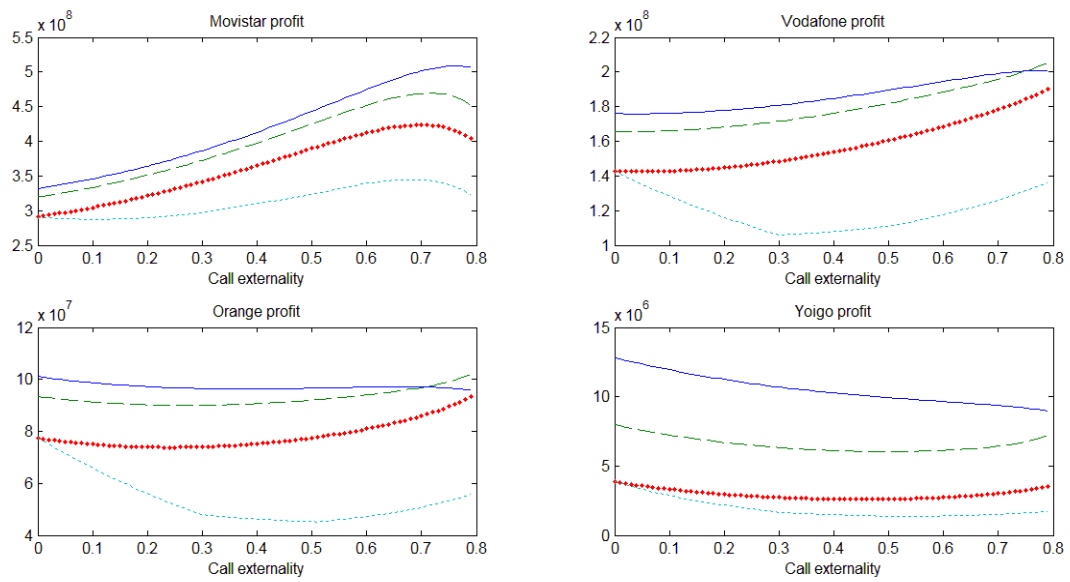 Movistar profit
x 10^8
5.5
5
4.5
4
3.5
3
2.5
0 0.1 0.2 0.3 0.4 0.5 0.6 0.7 0.8
Call externality
Vodafone profit
x 10^8
2.2
2
1.8
1.6
1.4
1.2
1
0 0.1 0.2 0.3 0.4 0.5 0.6 0.7 0.8
Call externality
Orange profit
x 10^7
12
10
8
6
4
0 0.1 0.2 0.3 0.4 0.5 0.6 0.7 0.8
Call externality
Yoigo profit
x 10^6
15
10
5
0
0 0.1 0.2 0.3 0.4 0.5 0.6 0.7 0.8
Call externality